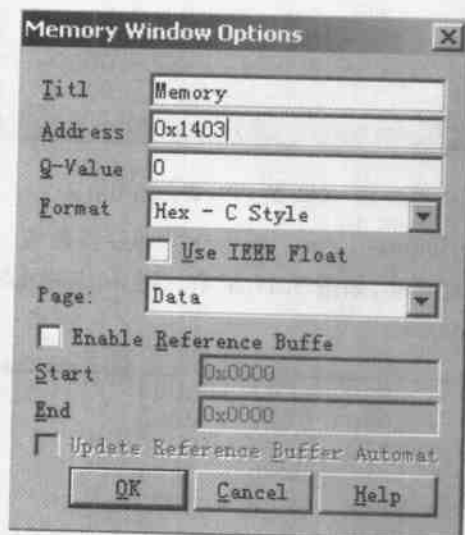 Memory Window Options
Titl Memory
Address 0x1403
Q-Value 0
Format Hex - C Style
Use IEEE Float
Page: Data
Enable Reference Buffe
Start 0x0000
End 0x0000
Update Reference Buffer Automat
OK Cancel Help